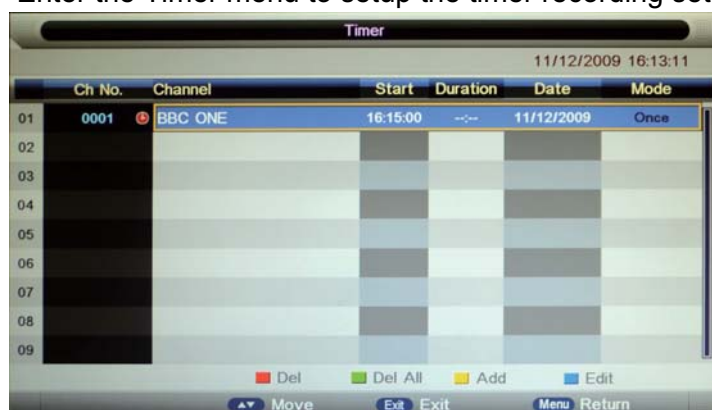 Enter the Timer menu to setup the timer recording set
Timer
11/12/2009 16:13:11
Ch No. Channel Start Duration Date Mode
01 0001 BBC ONE 16:15:00 --:-- 11/12/2009 Once
02
03
04
05
06
07
08
09
Del Del All Add Edit
Move Exit Exit Menu Return